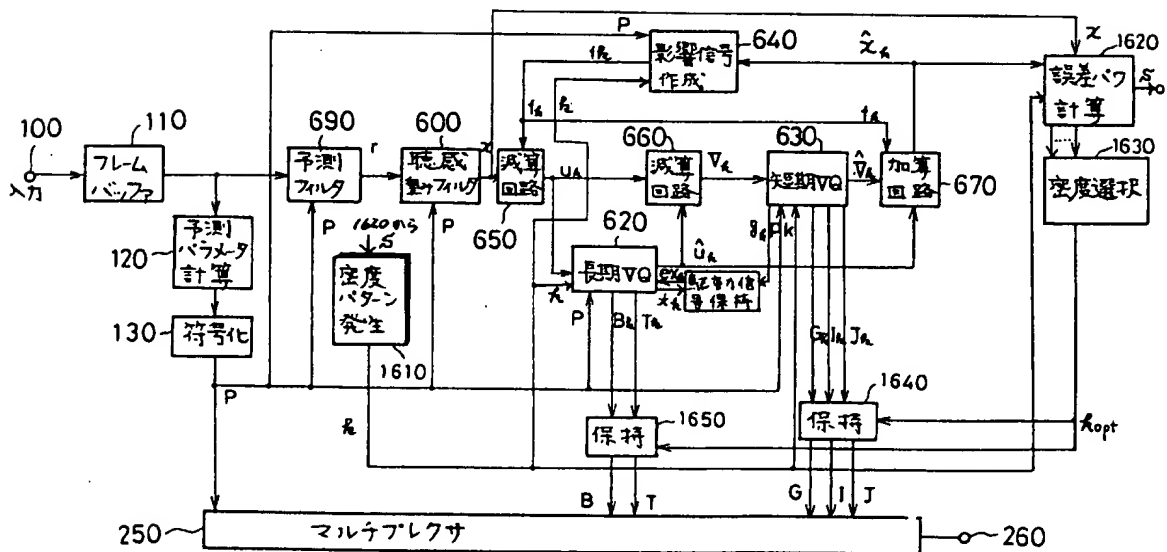 100
入力
110
フレーム
バッファ
120
予測
パラメータ
計算
130
符号化
P
690
予測
フィルタ
P
r
600
聴感
重みフィルタ
P
x
減算
回路
650
1620から
S
密度
パターン
発生
1610
P
640
影響信号
作成
660
減算
回路
620
長期VQ
P
630
短期VQ
加算
回路
670
x
1620
誤差パワ
計算
S
1630
密度選択
駆動信
号保持
1650
保持
1640
保持
B
T
G
I
J
250
マルチプレクサ
260